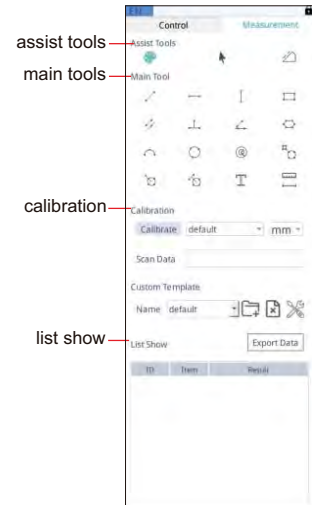 EN
Control Measurement
assist tools
Assist Tools
main tools
Main Tool
T
calibration
Calibration
Calibrate default mm
Scan Data
Custom Template
Name default
list show
List Show Export Data
ID Item Result